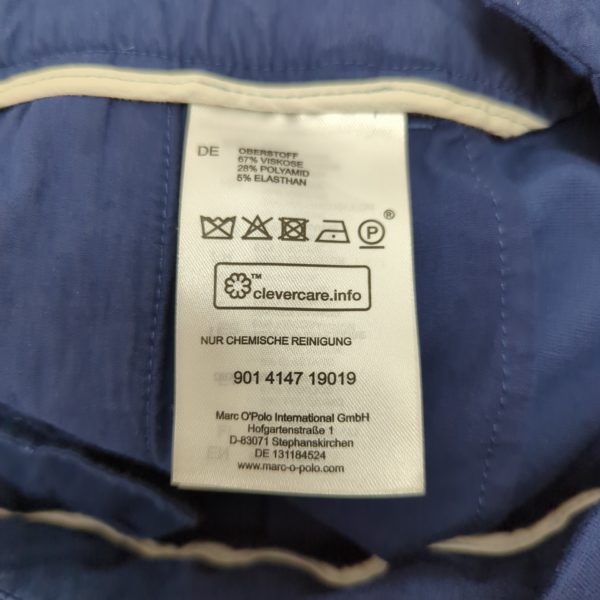 DE
OBERSTOFF
67% VISKOSE
28% POLYAMID
5% ELASTHAN
P
®
™
clevercare.info
NUR CHEMISCHE REINIGUNG
901 4147 19019
Marc O'Polo International GmbH
Hofgartenstraße 1
D-83071 Stephanskirchen
DE 131184524
www.marc-o-polo.com
EN